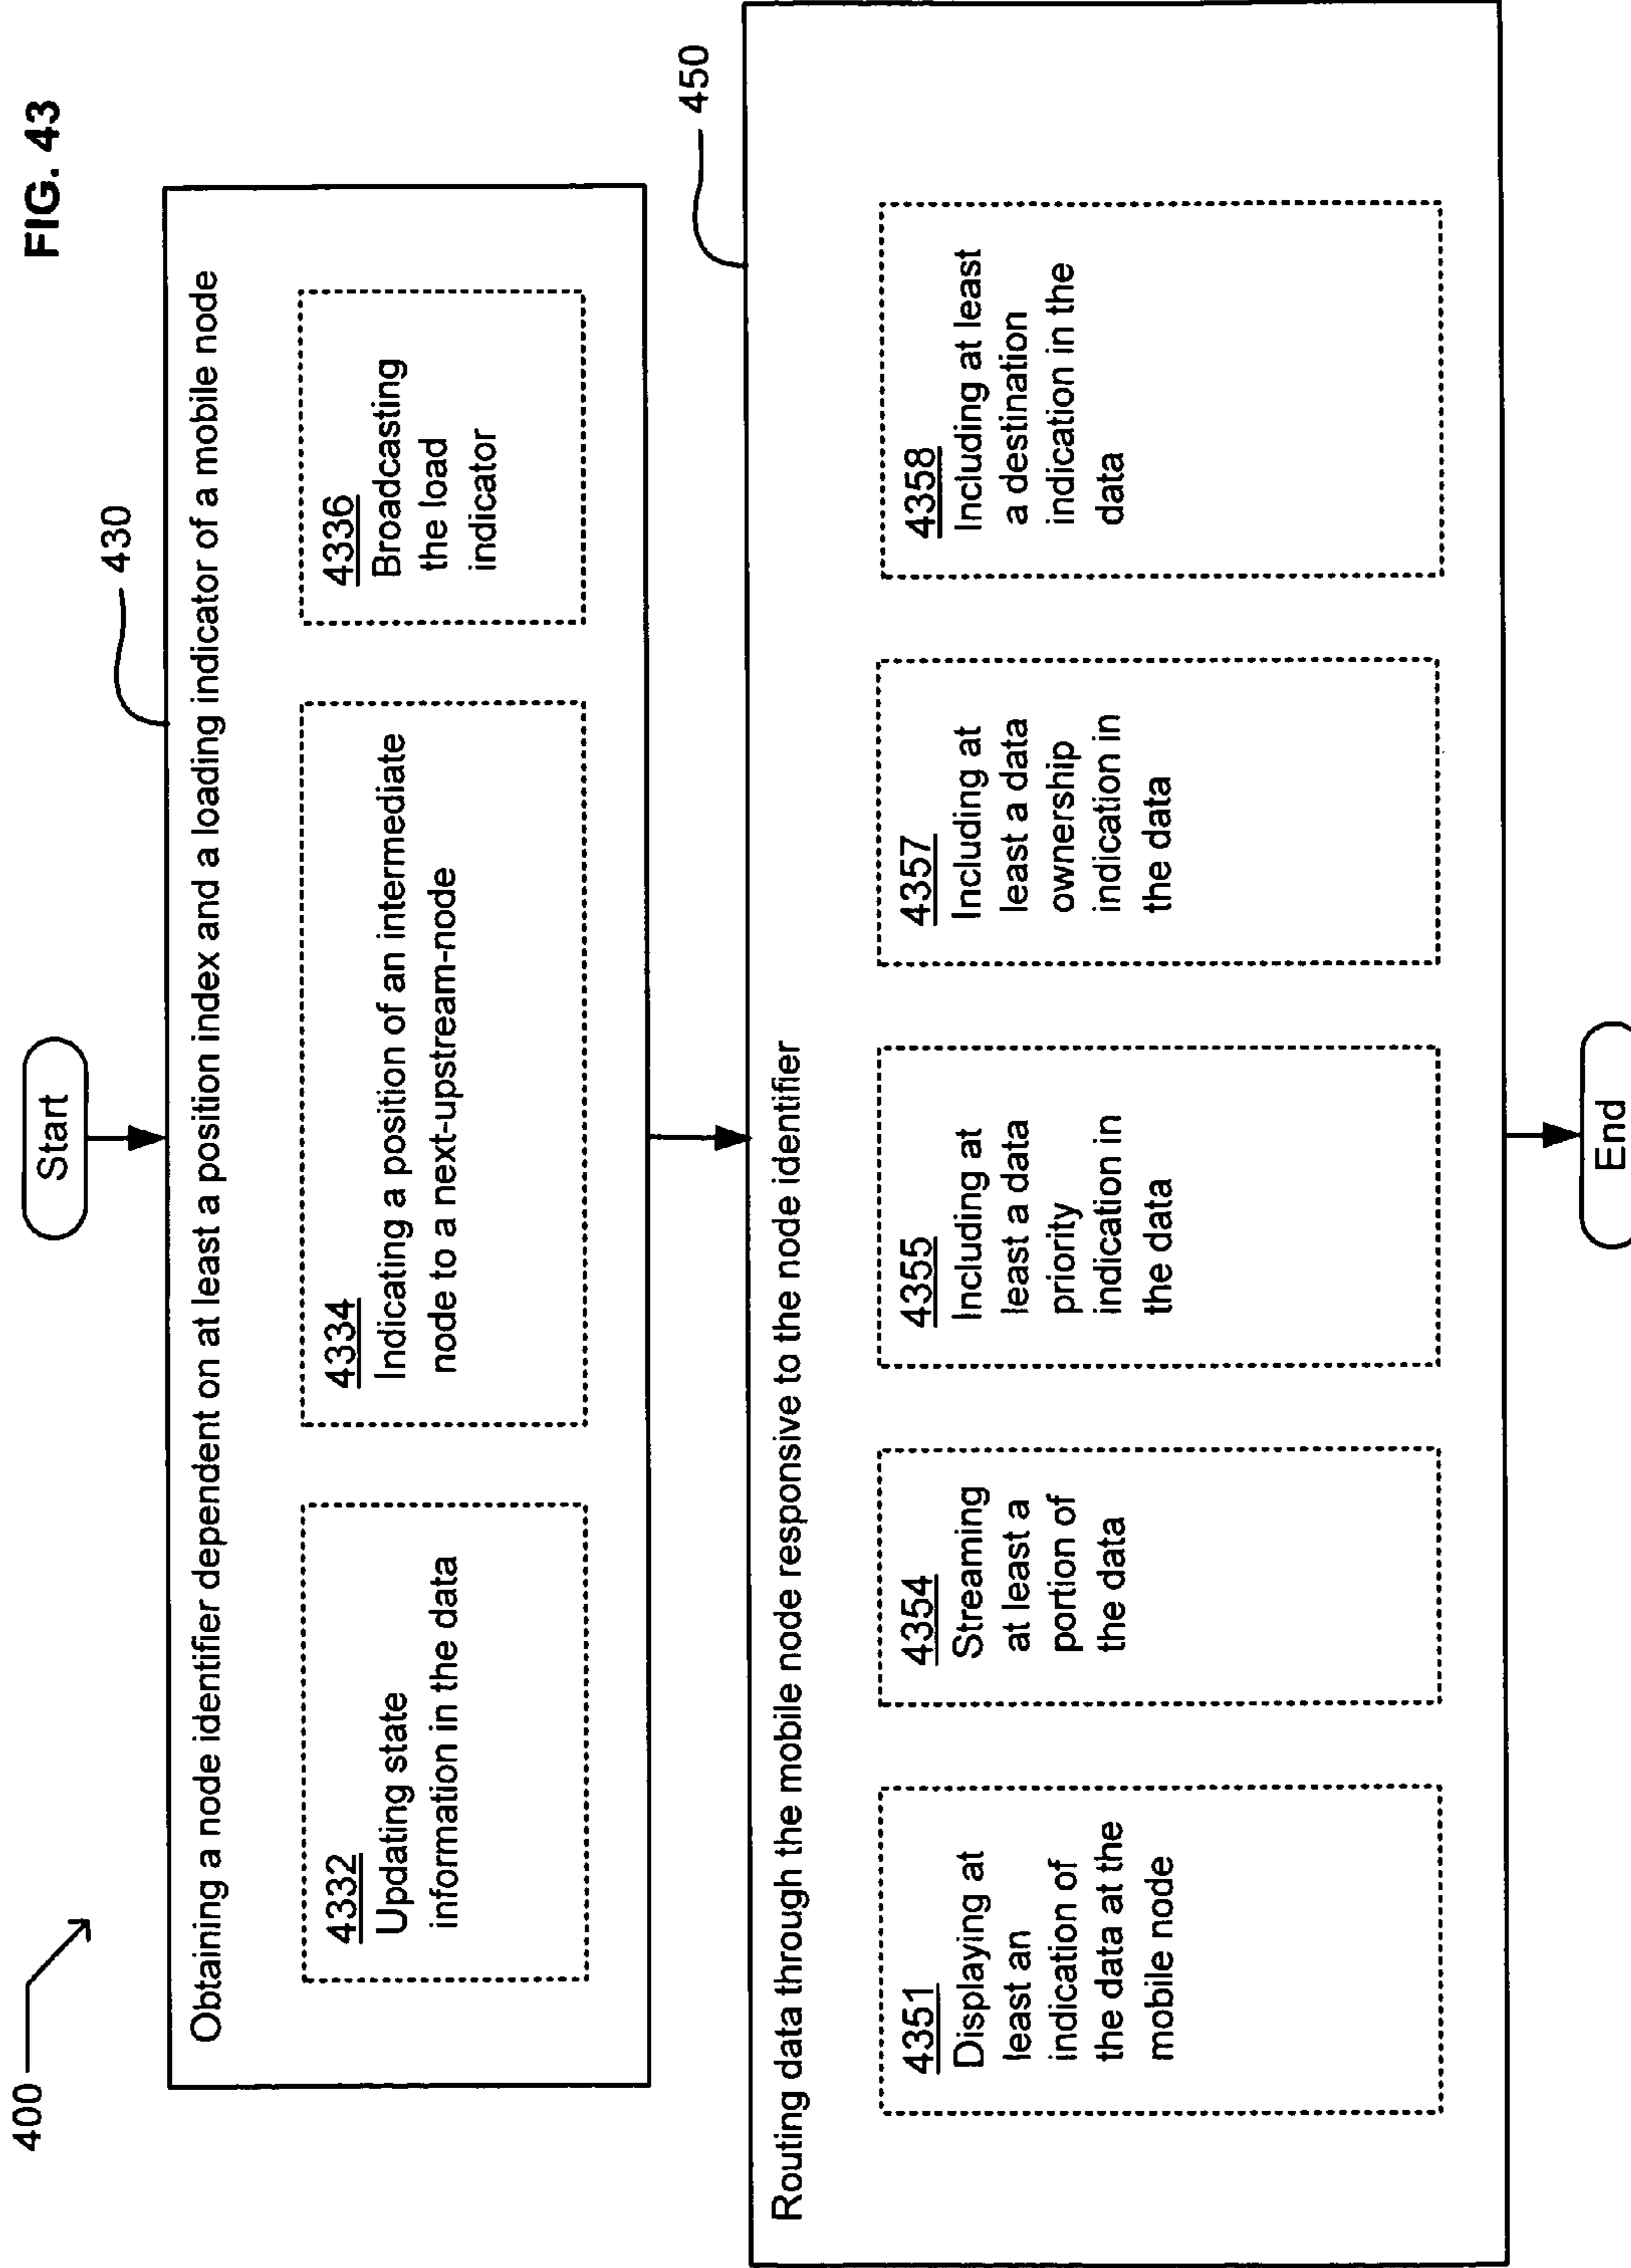 FIG. 43
400
Start
430
Obtaining a node identifier dependent on at least a position index and a loading indicator of a mobile node
4332
Updating state
information in the data
4334
Indicating a position of an intermediate
node to a next-upstream-node
4336
Broadcasting
the load
indicator
450
Routing data through the mobile node responsive to the node identifier
4351
Displaying at
least an
indication of
the data at the
mobile node
4354
Streaming
at least a
portion of
the data
4355
Including at
least a data
priority
indication in
the data
4357
Including at
least a data
ownership
indication in
the data
4358
Including at least
a destination
indication in the
data
End